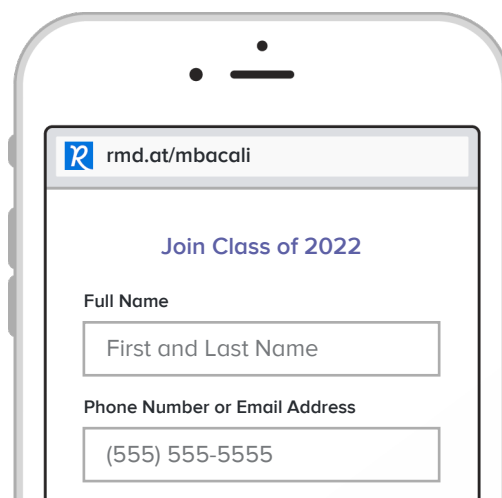 rmd.at/mbacali
Join Class of 2022
Full Name
First and Last Name
Phone Number or Email Address
(555) 555-5555